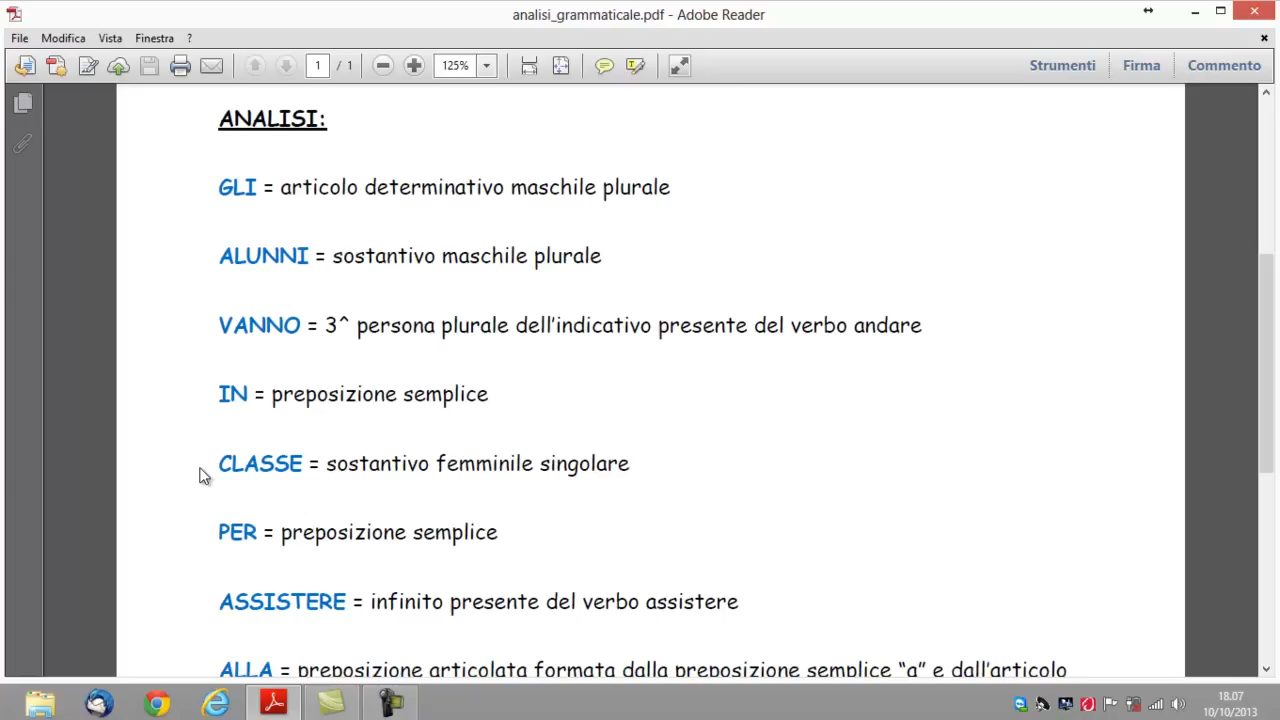 analisi_grammaticale.pdf - Adobe Reader
File Modifica Vista Finestra ?
1 / 1 125% Strumenti Firma Commento
ANALISI:
GLI = articolo determinativo maschile plurale
ALUNNI = sostantivo maschile plurale
VANNO = 3^ persona plurale dell'indicativo presente del verbo andare
IN = preposizione semplice
CLASSE = sostantivo femminile singolare
PER = preposizione semplice
ASSISTERE = infinito presente del verbo assistere
ALLA = preposizione articolata formata dalla preposizione semplice “a” e dall'articolo
18.07
10/10/2013